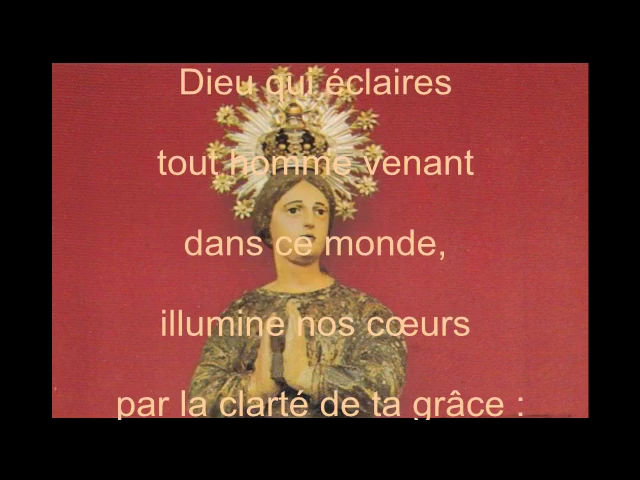 Dieu qui éclaires
tout homme venant
dans ce monde,
illumine nos cœurs
par la clarté de ta grâce :